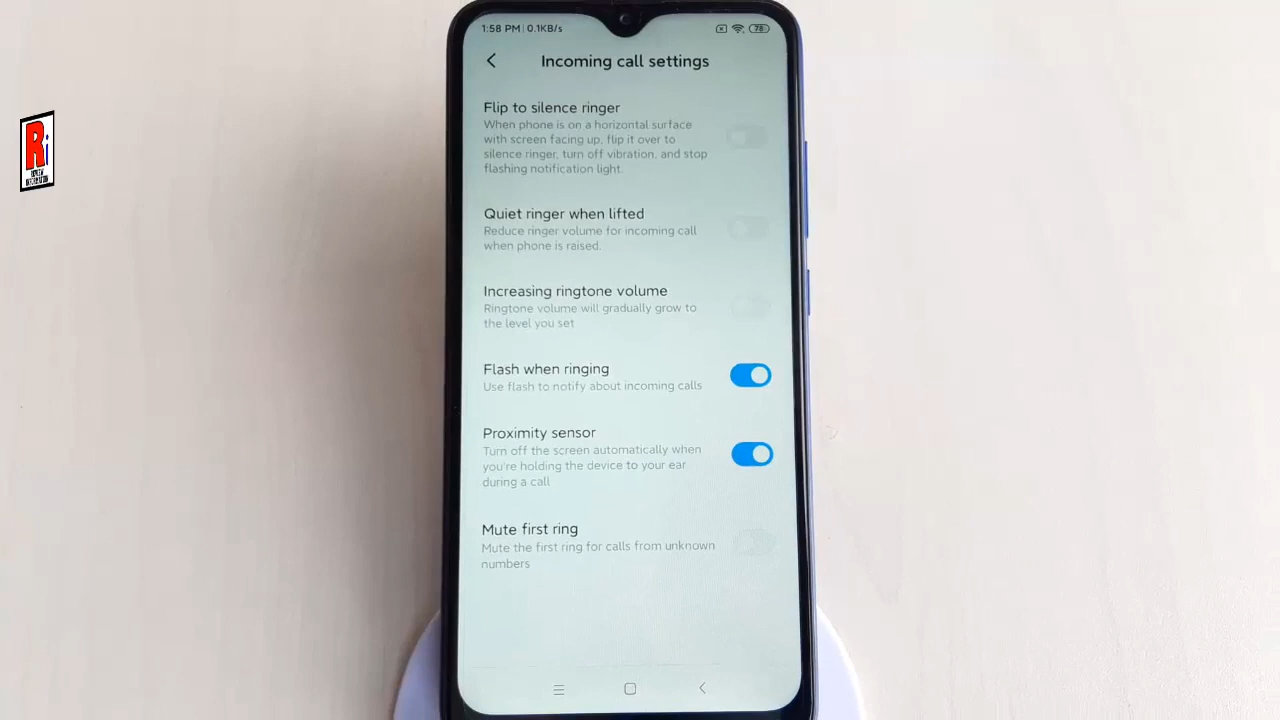 1:58 PM | 0.1KB/s
78
Incoming call settings
Flip to silence ringer
When phone is on a horizontal surface
with screen facing up, flip it over to
silence ringer, turn off vibration, and stop
flashing notification light.
Quiet ringer when lifted
Reduce ringer volume for incoming call
when phone is raised.
Increasing ringtone volume
Ringtone volume will gradually grow to
the level you set
Flash when ringing
Use flash to notify about incoming calls
Proximity sensor
Turn off the screen automatically when
you're holding the device to your ear
during a call
Mute first ring
Mute the first ring for calls from unknown
numbers
Ri